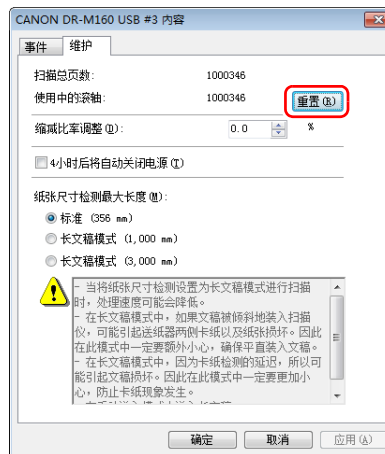 CANON DR-M160 USB #3 内容
事件 维护
扫描总页数: 1000346
使用中的滚轴: 1000346 重置(R)
缩减比率调整(D): 0.0 %
4小时后将自动关闭电源(T)
纸张尺寸检测最大长度(M):
标准 (356 mm)
长文稿模式 (1,000 mm)
长文稿模式 (3,000 mm)
- 当将纸张尺寸检测设置为长文稿模式进行扫描
时，处理速度可能会降低。
- 在长文稿模式中，如果文稿被倾斜地装入扫描
仪，可能引起送纸器两侧卡纸以及纸张损坏。因此
在此模式中一定要额外小心，确保平直装入文稿。
- 在长文稿模式中，因为卡纸检测的延迟，所以可
能引起文稿损坏。因此在此模式中一定要更加小
心，防止卡纸现象发生。
确定 取消 应用(A)